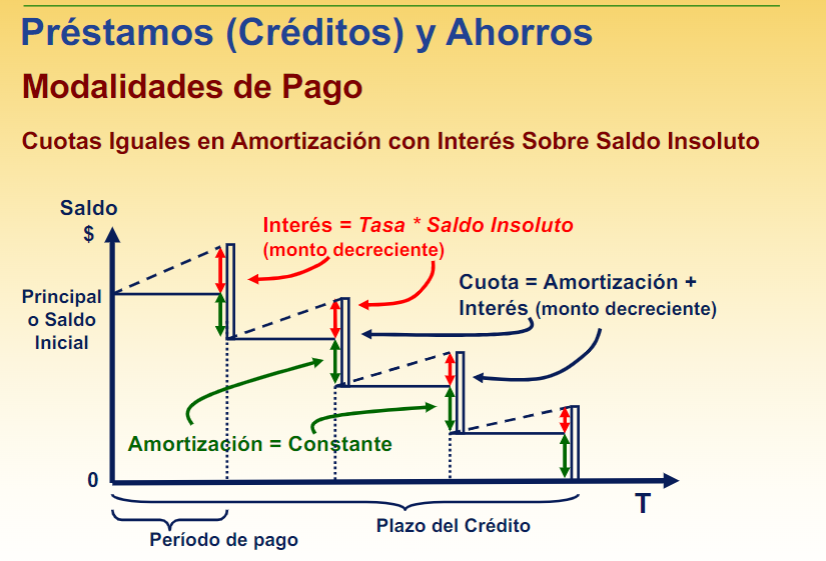 Préstamos (Créditos) y Ahorros
Modalidades de Pago
Cuotas Iguales en Amortización con Interés Sobre Saldo Insoluto
Saldo
$
Interés = Tasa * Saldo Insoluto
(monto decreciente)
Cuota = Amortización +
Interés (monto decreciente)
Principal
o Saldo
Inicial
Amortización = Constante
0
T
Plazo del Crédito
Período de pago